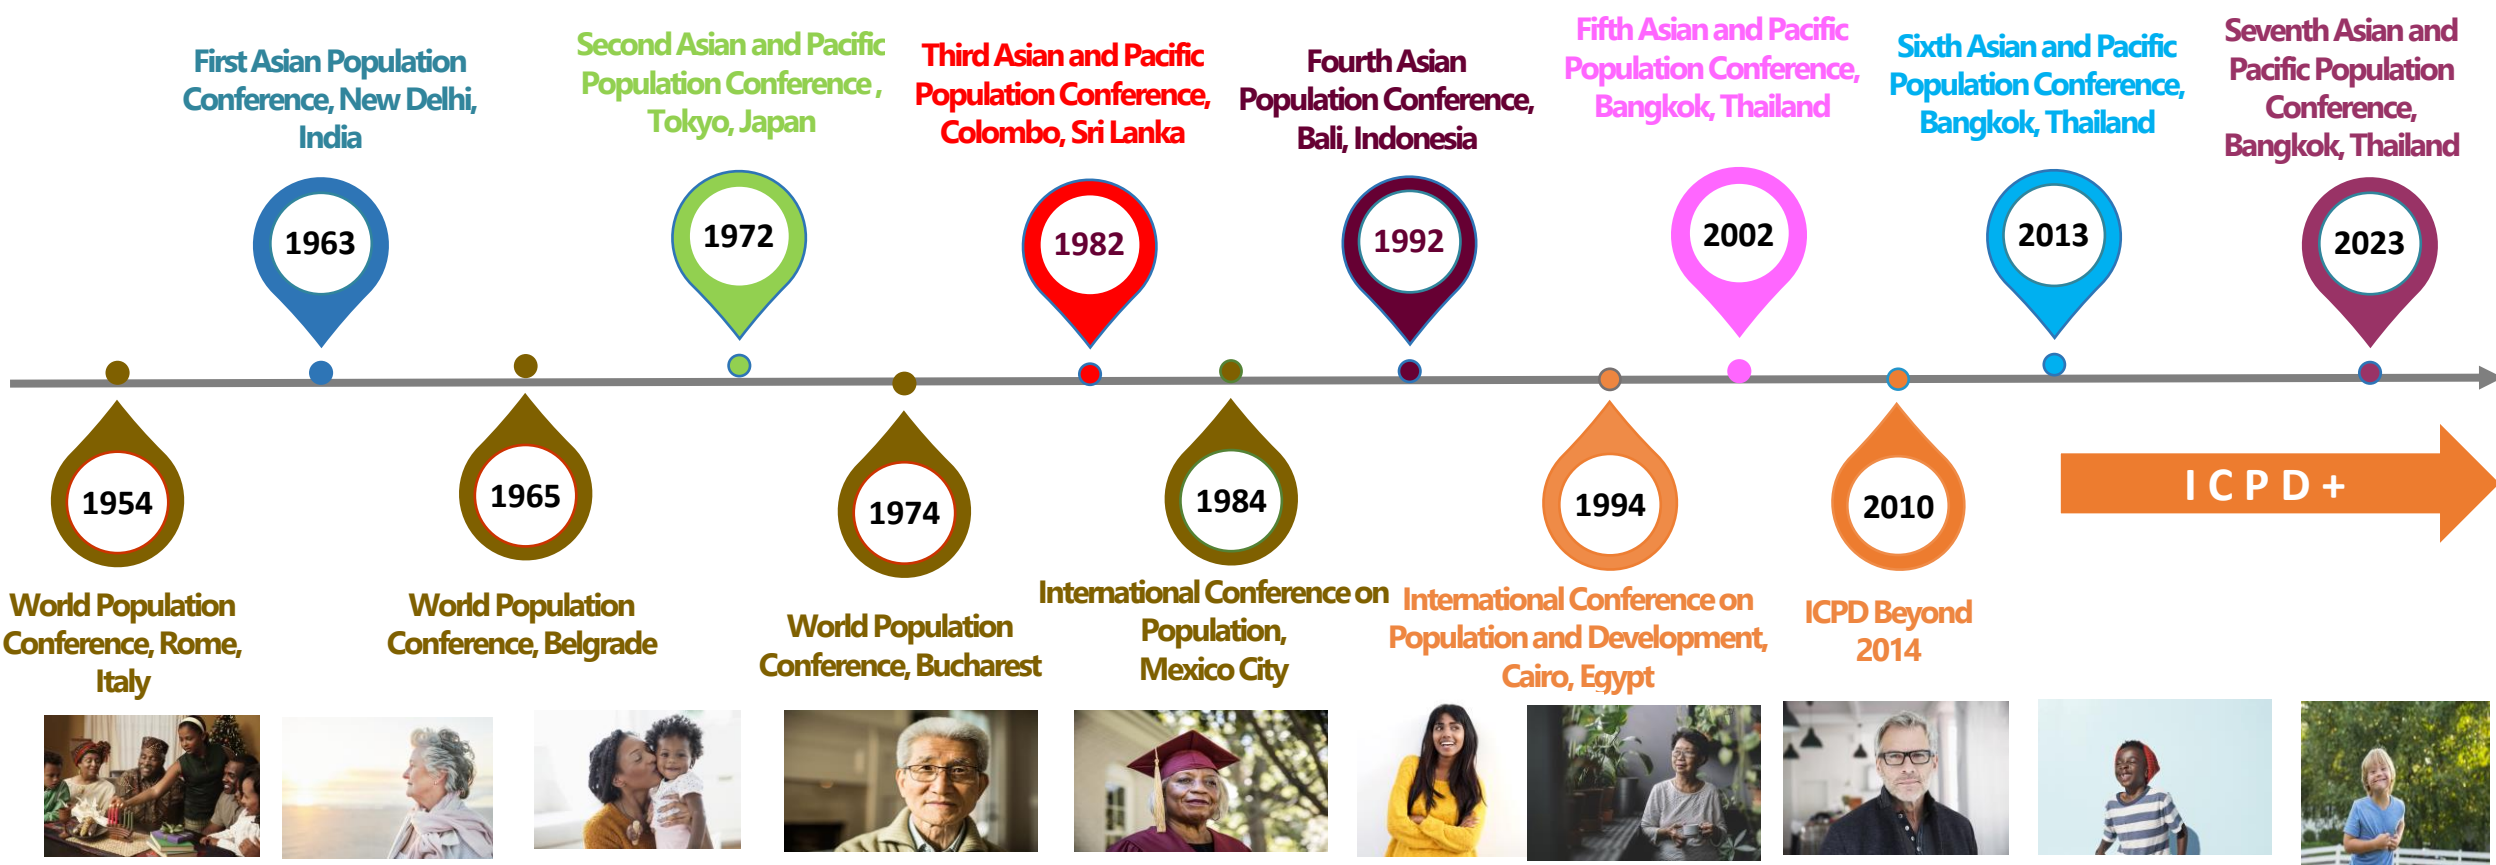 First Asian Population
Conference, New Delhi,
India
Second Asian and Pacific
Population Conference ,
Tokyo, Japan
Third Asian and Pacific
Population Conference,
Colombo, Sri Lanka
Fourth Asian
Population Conference,
Bali, Indonesia
Fifth Asian and Pacific
Population Conference,
Bangkok, Thailand
Sixth Asian and Pacific
Population Conference,
Bangkok, Thailand
Seventh Asian and
Pacific Population
Conference,
Bangkok, Thailand
1963
1972
1982
1992
2002
2013
2023
1954
1965
1974
1984
1994
2010
I C P D +
World Population
Conference, Rome,
Italy
World Population
Conference, Belgrade
World Population
Conference, Bucharest
International Conference on
Population,
Mexico City
International Conference on
Population and Development,
Cairo, Egypt
ICPD Beyond
2014